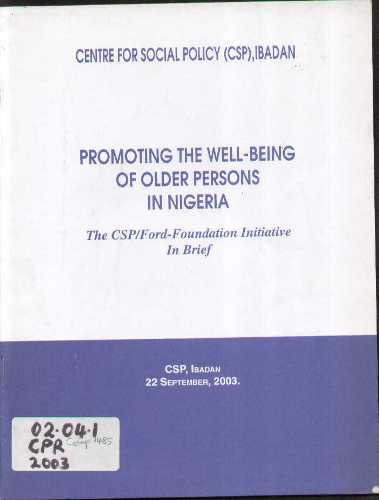 CENTRE FOR SOCIAL POLICY (CSP),IBADAN
PROMOTING THE WELL-BEING
OF OLDER PERSONS
IN NIGERIA
The CSP/Ford-Foundation Initiative
In Brief
CSP, IBADAN
22 SEPTEMBER, 2003.
02.04.1
CPR
2003